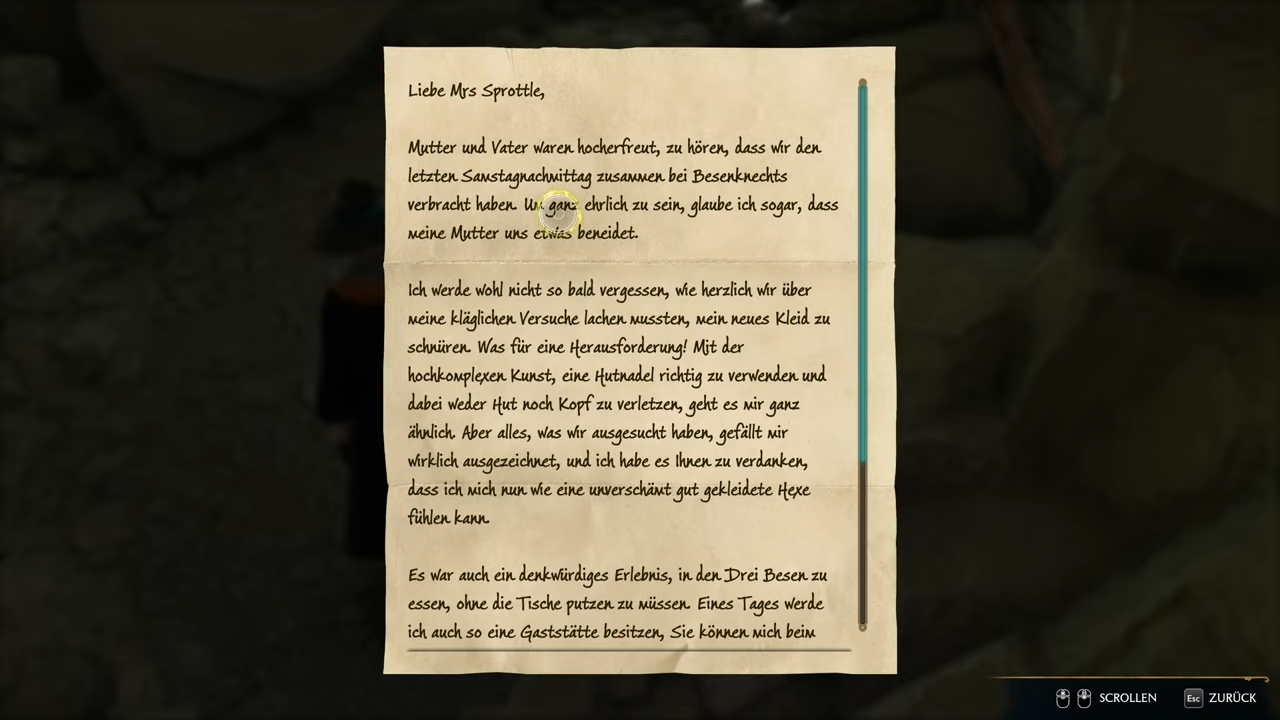 Liebe Mrs Sprottle,
Mutter und Vater waren hocherfreut, zu hören, dass wir den
letzten Samstagnachmittag zusammen bei Besenknechts
verbracht haben. Um ganz ehrlich zu sein, glaube ich sogar, dass
meine Mutter uns etwas beneidet.
Ich werde wohl nicht so bald vergessen, wie herzlich wir über
meine kläglichen Versuche lachen mussten, mein neues Kleid zu
schnüren. Was für eine Herausforderung! Mit der
hochkomplexen Kunst, eine Hutnadel richtig zu verwenden und
dabei weder Hut noch Kopf zu verletzen, geht es mir ganz
ähnlich. Aber alles, was wir ausgesucht haben, gefällt mir
wirklich ausgezeichnet, und ich habe es Ihnen zu verdanken,
dass ich mich nun wie eine unverschämt gut gekleidete Hexe
fühlen kann.
Es war auch ein denkwürdiges Erlebnis, in den Drei Besen zu
essen, ohne die Tische putzen zu müssen. Eines Tages werde
ich auch so eine Gaststätte besitzen, Sie können mich beim
SCROLLEN Esc ZURÜCK